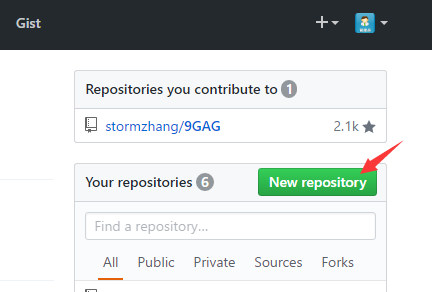 Gist
Repositories you contribute to 1
stormzhang/9GAG 2.1k
Your repositories 6 New repository
Find a repository...
All Public Private Sources Forks